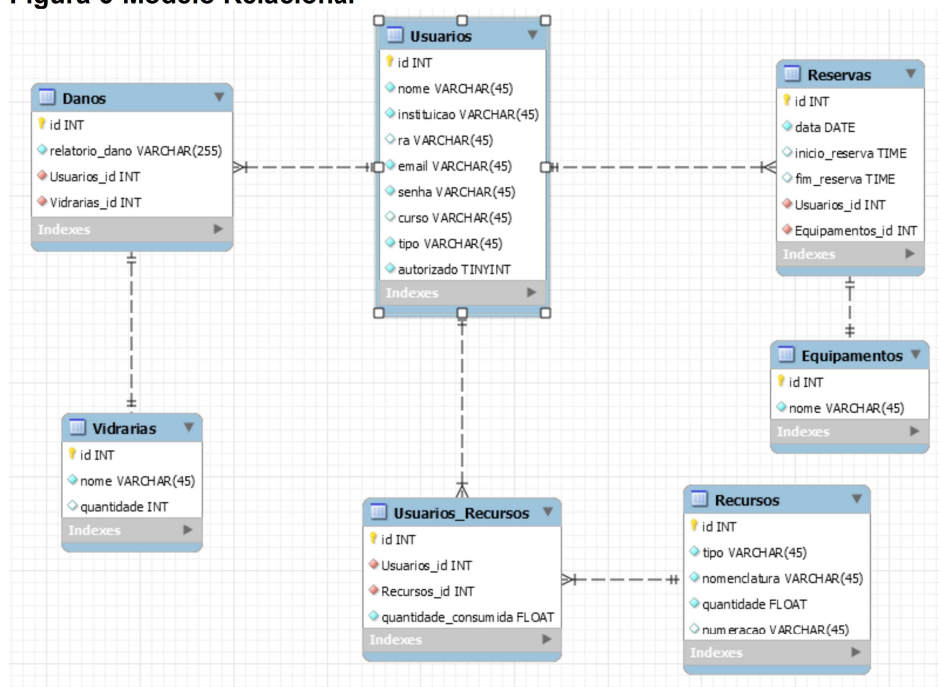 Figura 6 Modelo Relacional
Usuarios
id INT
nome VARCHAR(45)
instituicao VARCHAR(45)
ra VARCHAR(45)
email VARCHAR(45)
senha VARCHAR(45)
curso VARCHAR(45)
tipo VARCHAR(45)
autorizado TINYINT
Indexes
Danos
id INT
relatorio_dano VARCHAR(255)
Usuarios_id INT
Vidrarias_id INT
Indexes
Reservas
id INT
data DATE
inicio_reserva TIME
fim_reserva TIME
Usuarios_id INT
Equipamentos_id INT
Indexes
Equipamentos
id INT
nome VARCHAR(45)
Indexes
Vidrarias
id INT
nome VARCHAR(45)
quantidade INT
Indexes
Usuarios_Recursos
id INT
Usuarios_id INT
Recursos_id INT
quantidade_consumida FLOAT
Indexes
Recursos
id INT
tipo VARCHAR(45)
nomenclatura VARCHAR(45)
quantidade FLOAT
numeracao VARCHAR(45)
Indexes